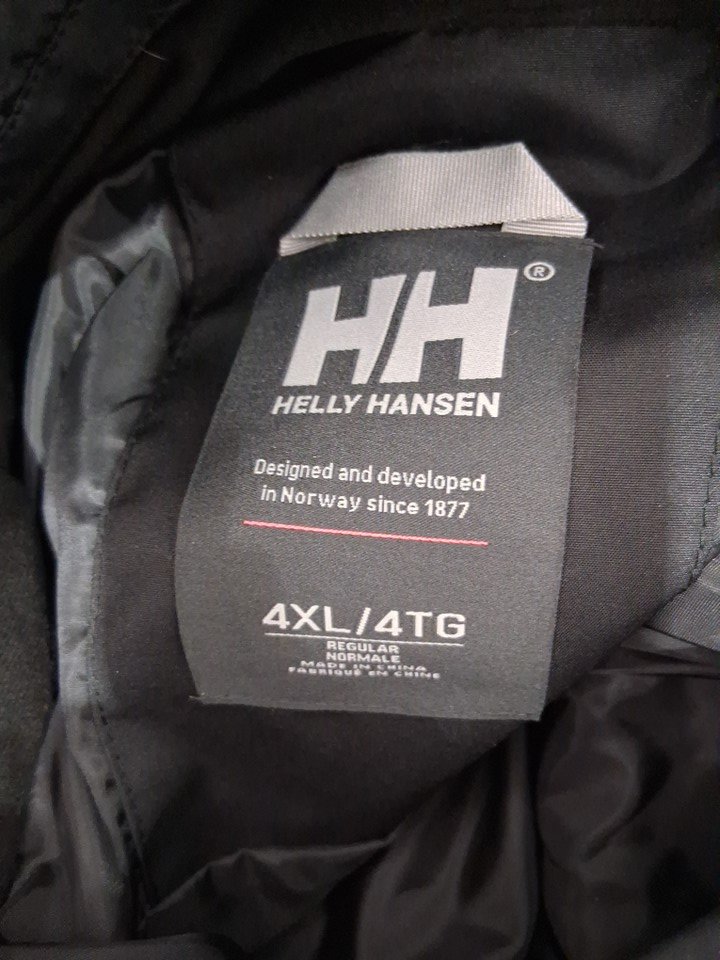 HH®
HELLY HANSEN
Designed and developed
in Norway since 1877
4XL/4TG
REGULAR
NORMALE
MADE IN CHINA
FABRIQUÉ EN CHINE